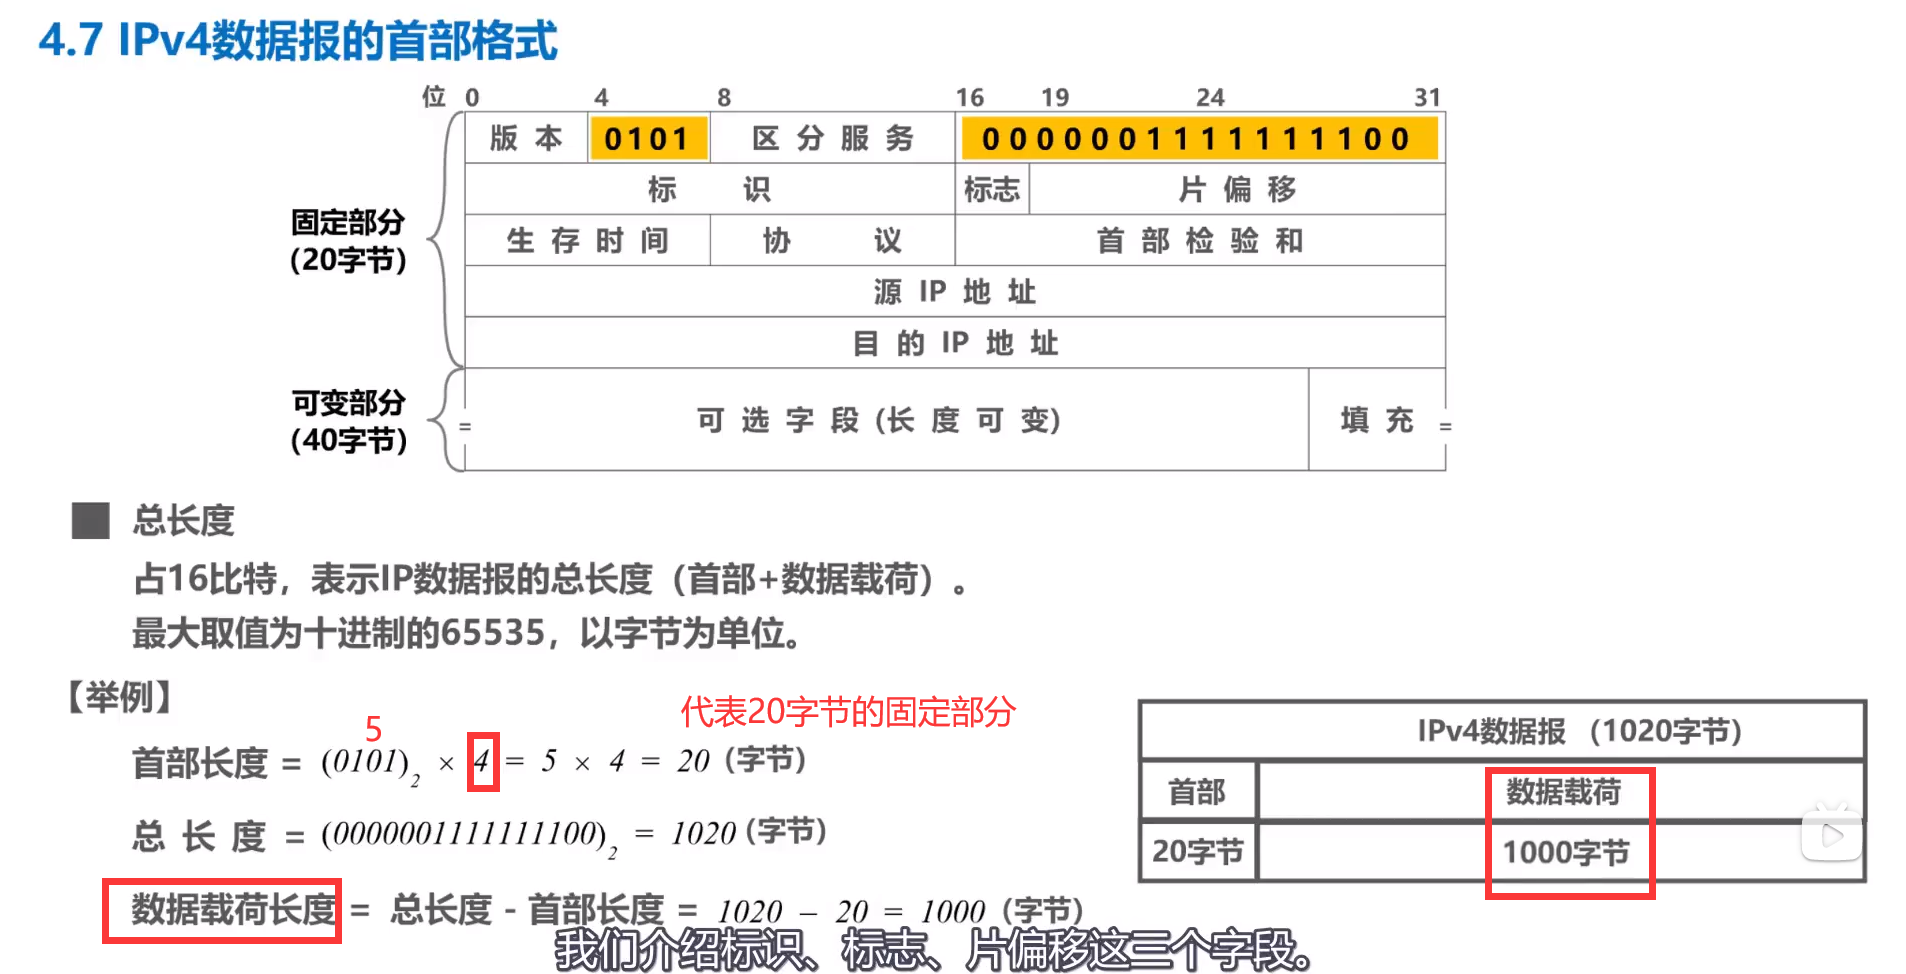 4.7 IPv4数据报的首部格式
位 0 4 8 16 19 24 31
版 本 0101 区 分 服 务 0000001111111100
标 识 标志 片 偏 移
固定部分
(20字节)
生 存 时 间 协 议 首 部 检 验 和
源 IP 地 址
目 的 IP 地 址
可变部分
(40字节)
= 可 选 字 段 (长 度 可 变) 填 充 =
总长度
占16比特，表示IP数据报的总长度（首部+数据载荷）。
最大取值为十进制的65535，以字节为单位。
【举例】
5 代表20字节的固定部分
首部长度 = (0101)2 × 4 = 5 × 4 = 20 (字节)
总 长 度 = (0000001111111100)2 = 1020 (字节)
数据载荷长度 = 总长度 - 首部长度 = 1020 – 20 = 1000 (字节)
IPv4数据报 （1020字节）
首部 数据载荷
20字节 1000字节
我们介绍标识、标志、片偏移这三个字段。